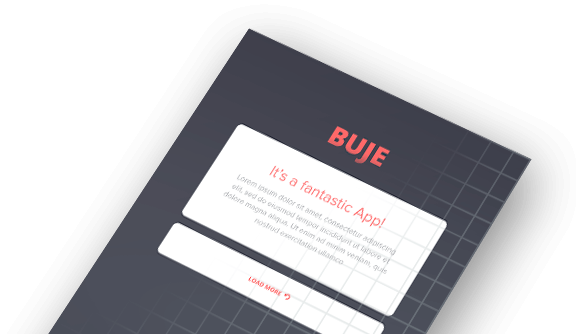 BUJE
It's a fantastic App!
Lorem ipsum dolor sit amet, consectetur adipiscing
elit, sed do eiusmod tempor incididunt ut labore et
dolore magna aliqua. Ut enim ad minim veniam, quis
nostrud exercitation ullamco.
LOAD MORE